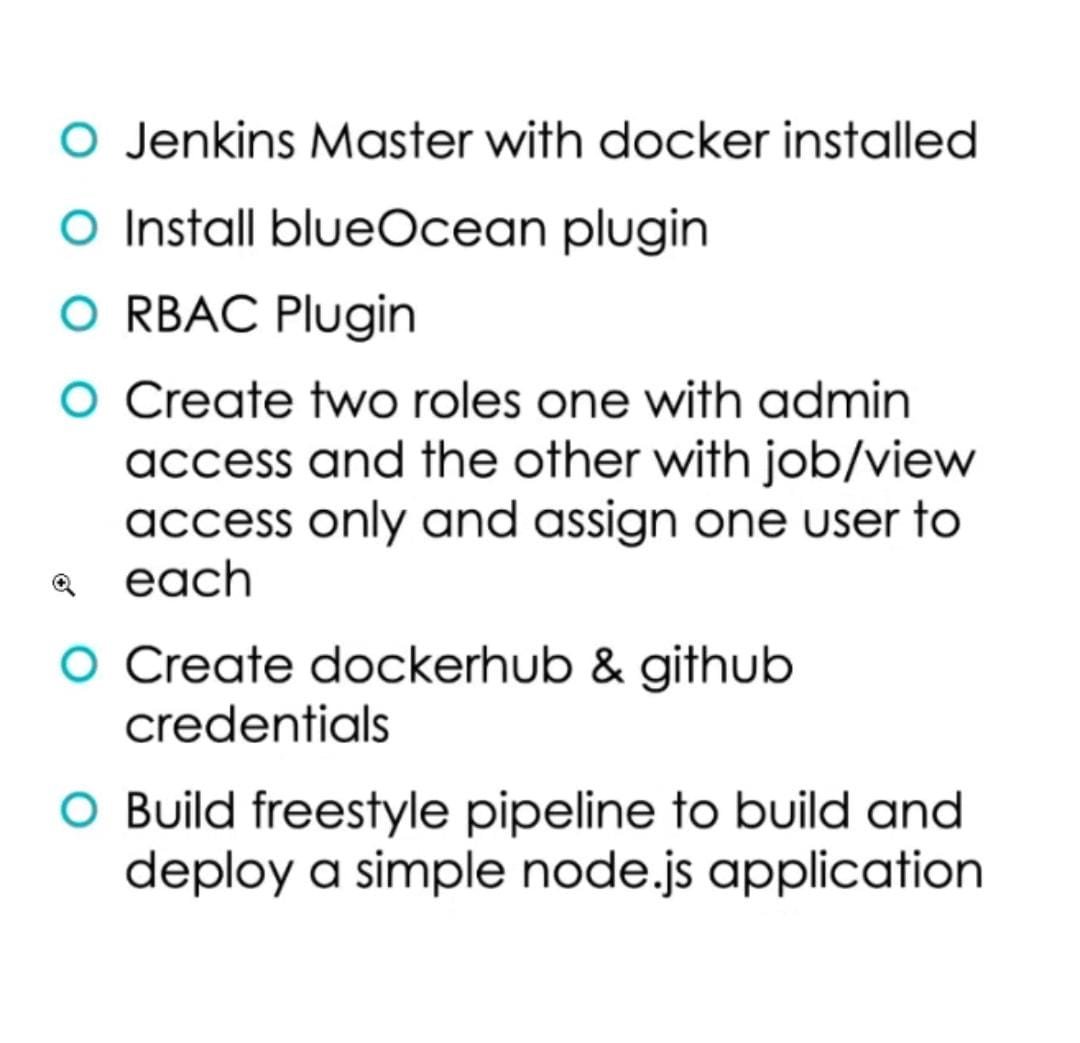 Jenkins Master with docker installed
Install blueOcean plugin
RBAC Plugin
Create two roles one with admin
access and the other with job/view
access only and assign one user to
each
Create dockerhub & github
credentials
Build freestyle pipeline to build and
deploy a simple node.js application